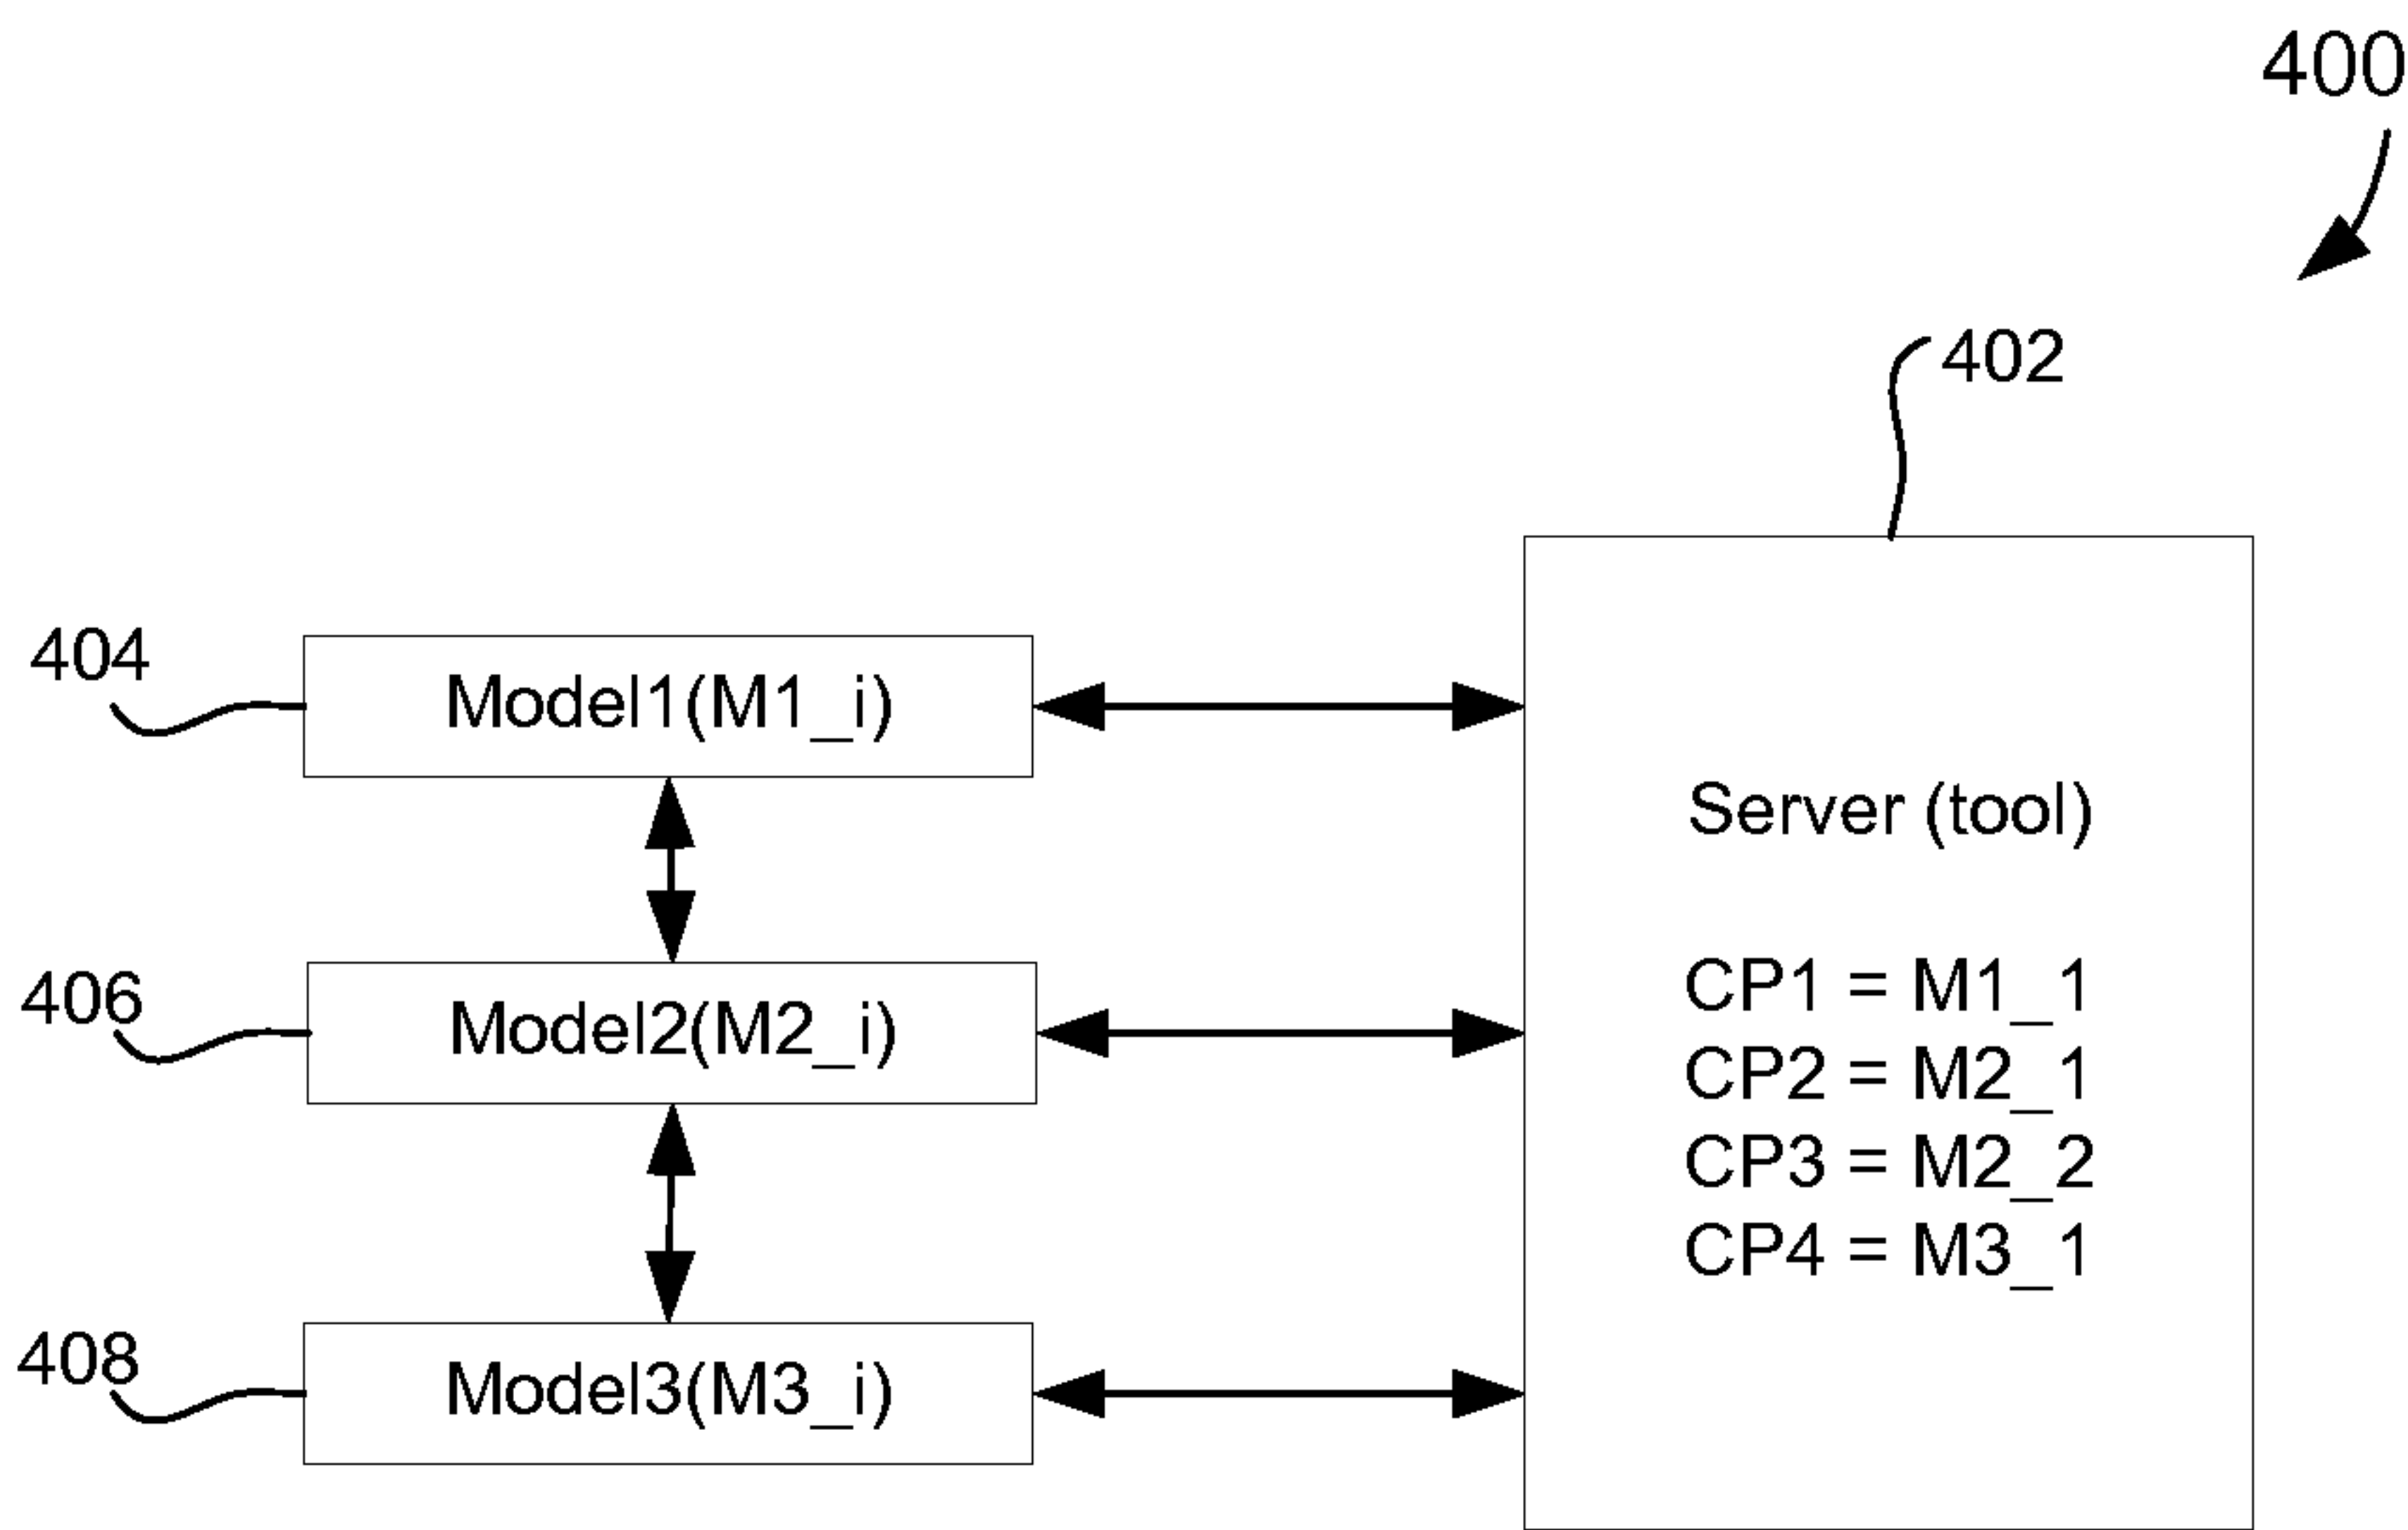 400
402
404
Model1(M1_i)
Server (tool)
406
Model2(M2_i)
CP1 = M1_1
CP2 = M2_1
CP3 = M2_2
CP4 = M3_1
408
Model3(M3_i)